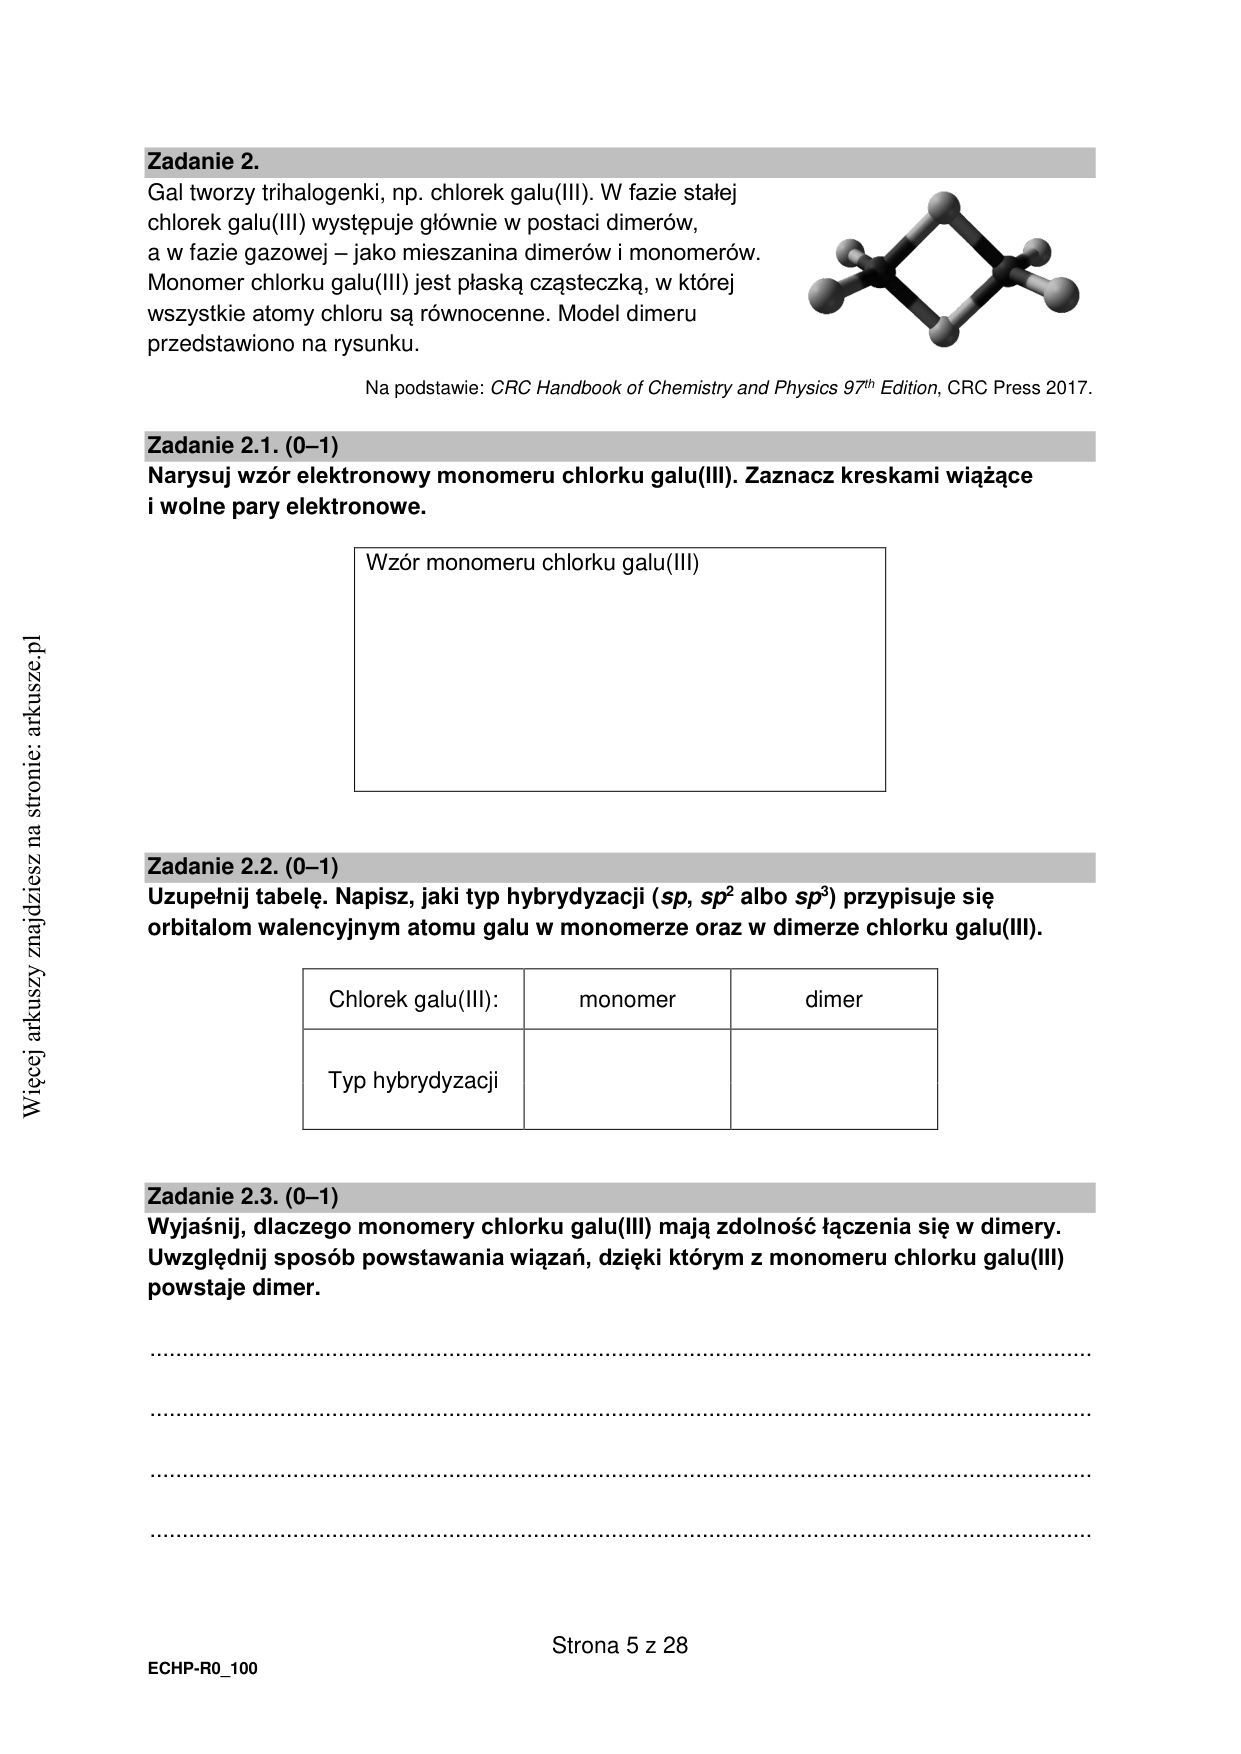 Zadanie 2.
Gal tworzy trihalogenki, np. chlorek galu(III). W fazie stałej
chlorek galu(III) występuje głównie w postaci dimerów,
a w fazie gazowej – jako mieszanina dimerów i monomerów.
Monomer chlorku galu(III) jest płaską cząsteczką, w której
wszystkie atomy chloru są równocenne. Model dimeru
przedstawiono na rysunku.
Na podstawie: CRC Handbook of Chemistry and Physics 97th Edition, CRC Press 2017.
Zadanie 2.1. (0–1)
Narysuj wzór elektronowy monomeru chlorku galu(III). Zaznacz kreskami wiążące
i wolne pary elektronowe.
Wzór monomeru chlorku galu(III)
Zadanie 2.2. (0–1)
Uzupełnij tabelę. Napisz, jaki typ hybrydyzacji (sp, sp² albo sp³) przypisuje się
orbitalom walencyjnym atomu galu w monomerze oraz w dimerze chlorku galu(III).
Chlorek galu(III): monomer dimer
Typ hybrydyzacji
Zadanie 2.3. (0–1)
Wyjaśnij, dlaczego monomery chlorku galu(III) mają zdolność łączenia się w dimery.
Uwzględnij sposób powstawania wiązań, dzięki którym z monomeru chlorku galu(III)
powstaje dimer.
Strona 5 z 28
ECHP-R0_100
Więcej arkuszy znajdziesz na stronie: arkusze.pl